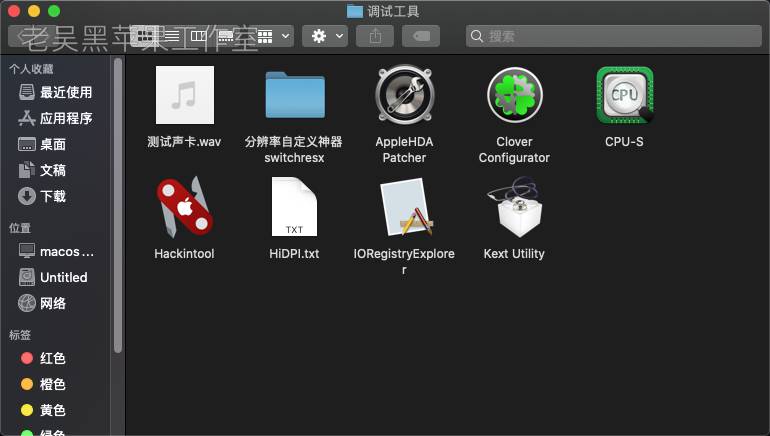 调试工具
老吴黑苹果工作室
搜索
个人收藏
最近使用
应用程序
桌面
文稿
下载
位置
macos...
Untitled
网络
标签
红色
橙色
黄色
绿色
测试声卡.wav
分辨率自定义神器
switchresx
AppleHDA
Patcher
Clover
Configurator
CPU
CPU-S
Hackintool
TXT
HiDPI.txt
IORegistryExplore
r
Kext Utility